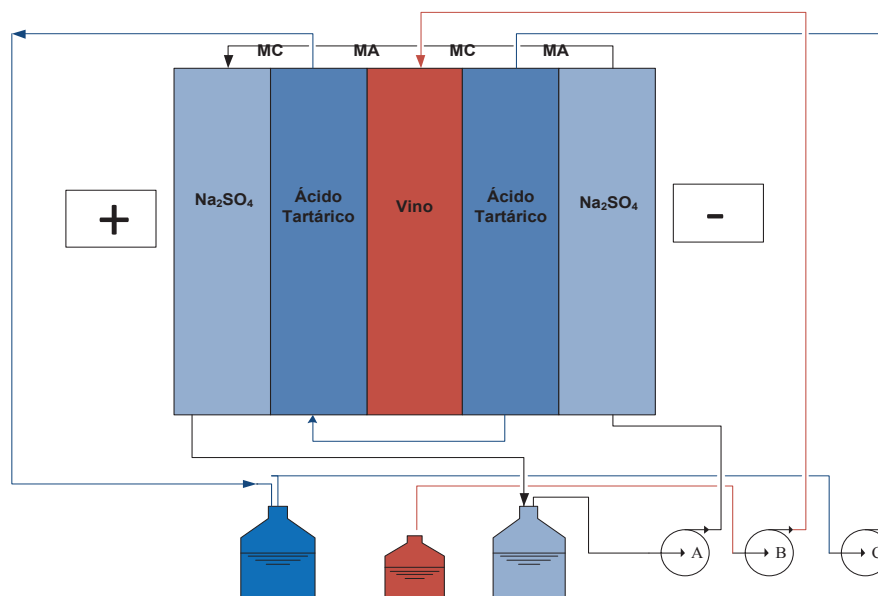 MC MA MC MA
Na₂SO₄
Ácido
Tartárico
Vino
Ácido
Tartárico
Na₂SO₄
+
-
A
B
C